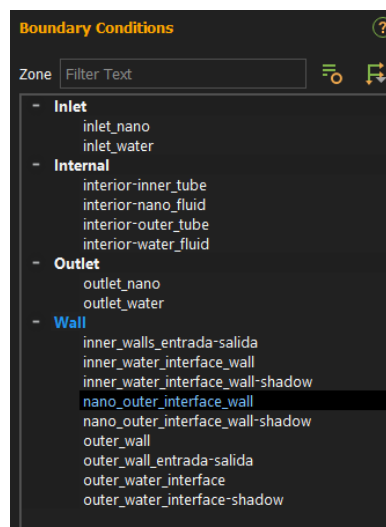 Boundary Conditions ?
Zone Filter Text
− Inlet
inlet_nano
inlet_water
− Internal
interior-inner_tube
interior-nano_fluid
interior-outer_tube
interior-water_fluid
− Outlet
outlet_nano
outlet_water
− Wall
inner_walls_entrada-salida
inner_water_interface_wall
inner_water_interface_wall-shadow
nano_outer_interface_wall
nano_outer_interface_wall-shadow
outer_wall
outer_wall_entrada-salida
outer_water_interface
outer_water_interface-shadow